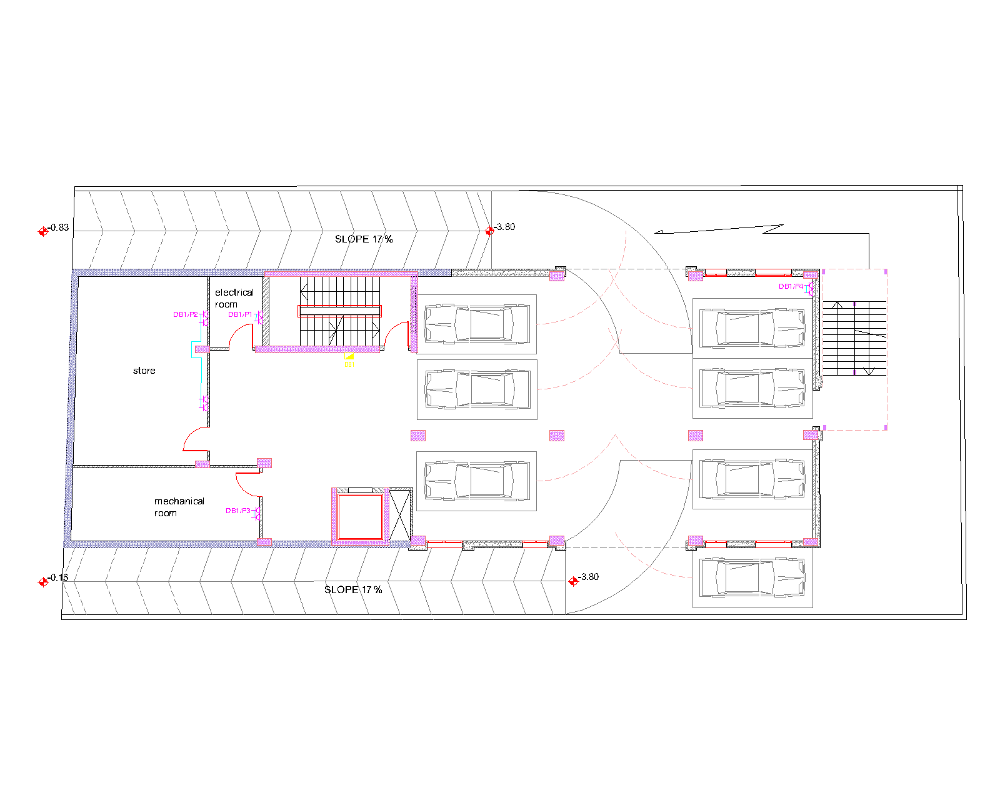 -0.83
-3.80
SLOPE 17 %
electrical
room
DB1/P4
DB1/P2
DB1/P1
DB1
store
mechanical
room
DB1/P3
-0.16
-3.80
SLOPE 17 %